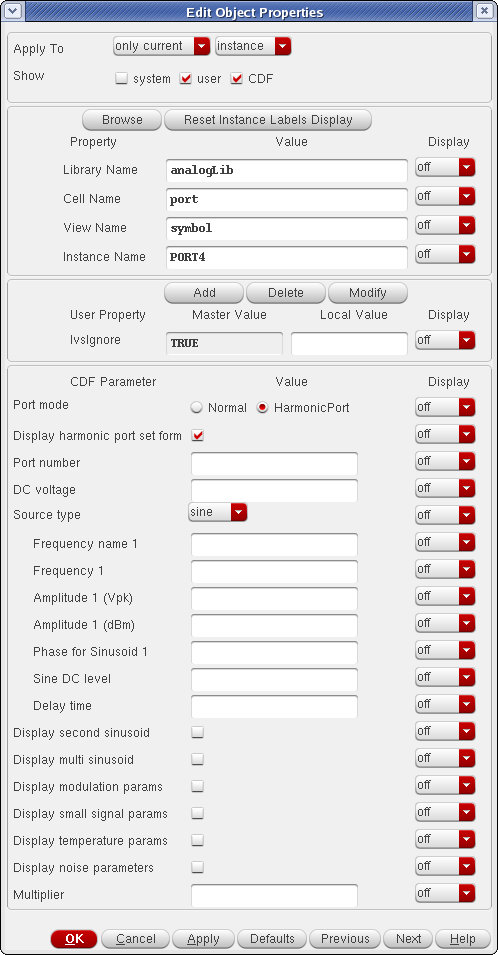 Edit Object Properties
Apply To only current instance
Show system user CDF
Browse Reset Instance Labels Display
Property Value Display
Library Name analogLib off
Cell Name port off
View Name symbol off
Instance Name PORT4 off
Add Delete Modify
User Property Master Value Local Value Display
lvsIgnore TRUE off
CDF Parameter Value Display
Port mode Normal HarmonicPort off
Display harmonic port set form off
Port number off
DC voltage off
Source type sine off
Frequency name 1 off
Frequency 1 off
Amplitude 1 (Vpk) off
Amplitude 1 (dBm) off
Phase for Sinusoid 1 off
Sine DC level off
Delay time off
Display second sinusoid off
Display multi sinusoid off
Display modulation params off
Display small signal params off
Display temperature params off
Display noise parameters off
Multiplier off
OK Cancel Apply Defaults Previous Next Help